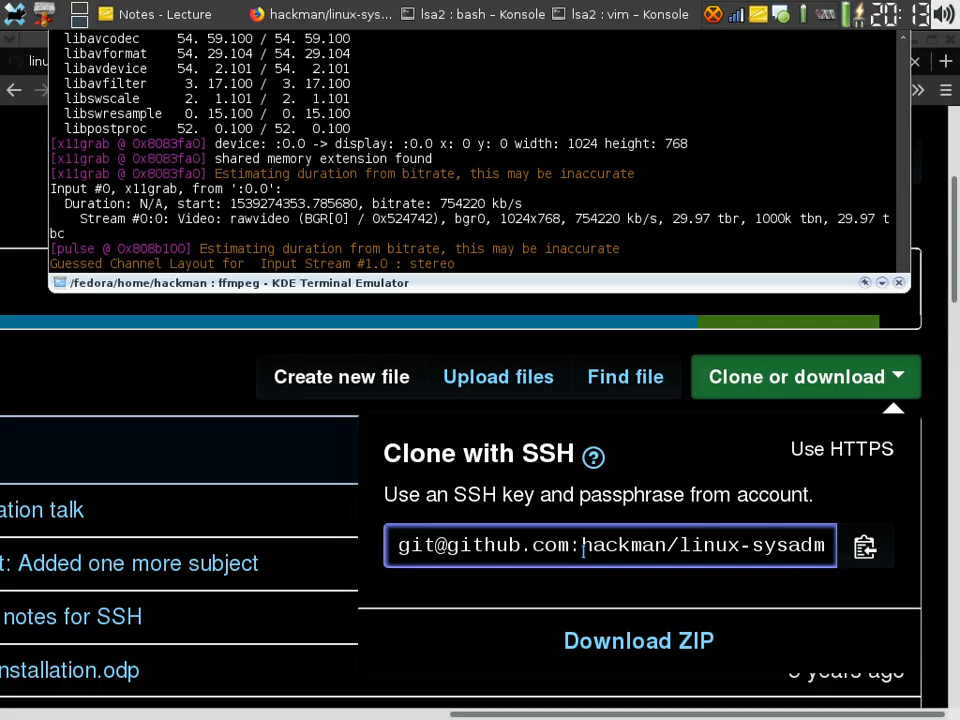 Notes - Lecture
hackman/linux-sys...
lsa2 : bash – Konsole
lsa2 : vim – Konsole
20:13
linu
libavcodec 54. 59.100 / 54. 59.100
libavformat 54. 29.104 / 54. 29.104
libavdevice 54. 2.101 / 54. 2.101
libavfilter 3. 17.100 / 3. 17.100
libswscale 2. 1.101 / 2. 1.101
libswresample 0. 15.100 / 0. 15.100
libpostproc 52. 0.100 / 52. 0.100
[x11grab @ 0x8083fa0] device: :0.0 -> display: :0.0 x: 0 y: 0 width: 1024 height: 768
[x11grab @ 0x8083fa0] shared memory extension found
[x11grab @ 0x8083fa0] Estimating duration from bitrate, this may be inaccurate
Input #0, x11grab, from ':0.0':
Duration: N/A, start: 1539274353.785680, bitrate: 754220 kb/s
Stream #0:0: Video: rawvideo (BGR[0] / 0x524742), bgr0, 1024x768, 754220 kb/s, 29.97 tbr, 1000k tbn, 29.97 t
bc
[pulse @ 0x808b100] Estimating duration from bitrate, this may be inaccurate
Guessed Channel Layout for Input Stream #1.0 : stereo
/fedora/home/hackman : ffmpeg - KDE Terminal Emulator
Create new file
Upload files
Find file
Clone or download
Clone with SSH ?
Use HTTPS
Use an SSH key and passphrase from account.
git@github.com:hackman/linux-sysadm
Download ZIP
ation talk
t: Added one more subject
notes for SSH
nstallation.odp
years ago